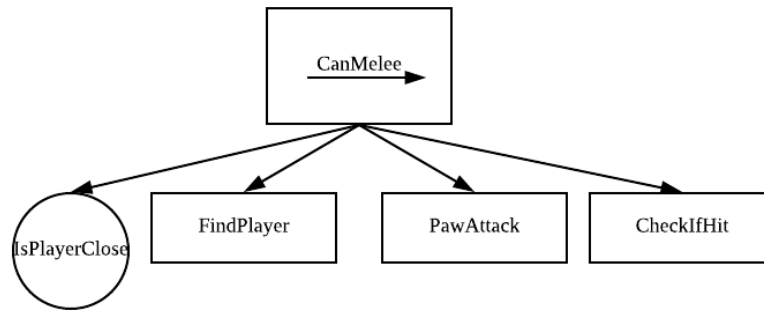 CanMelee
IsPlayerClose
FindPlayer
PawAttack
CheckIfHit